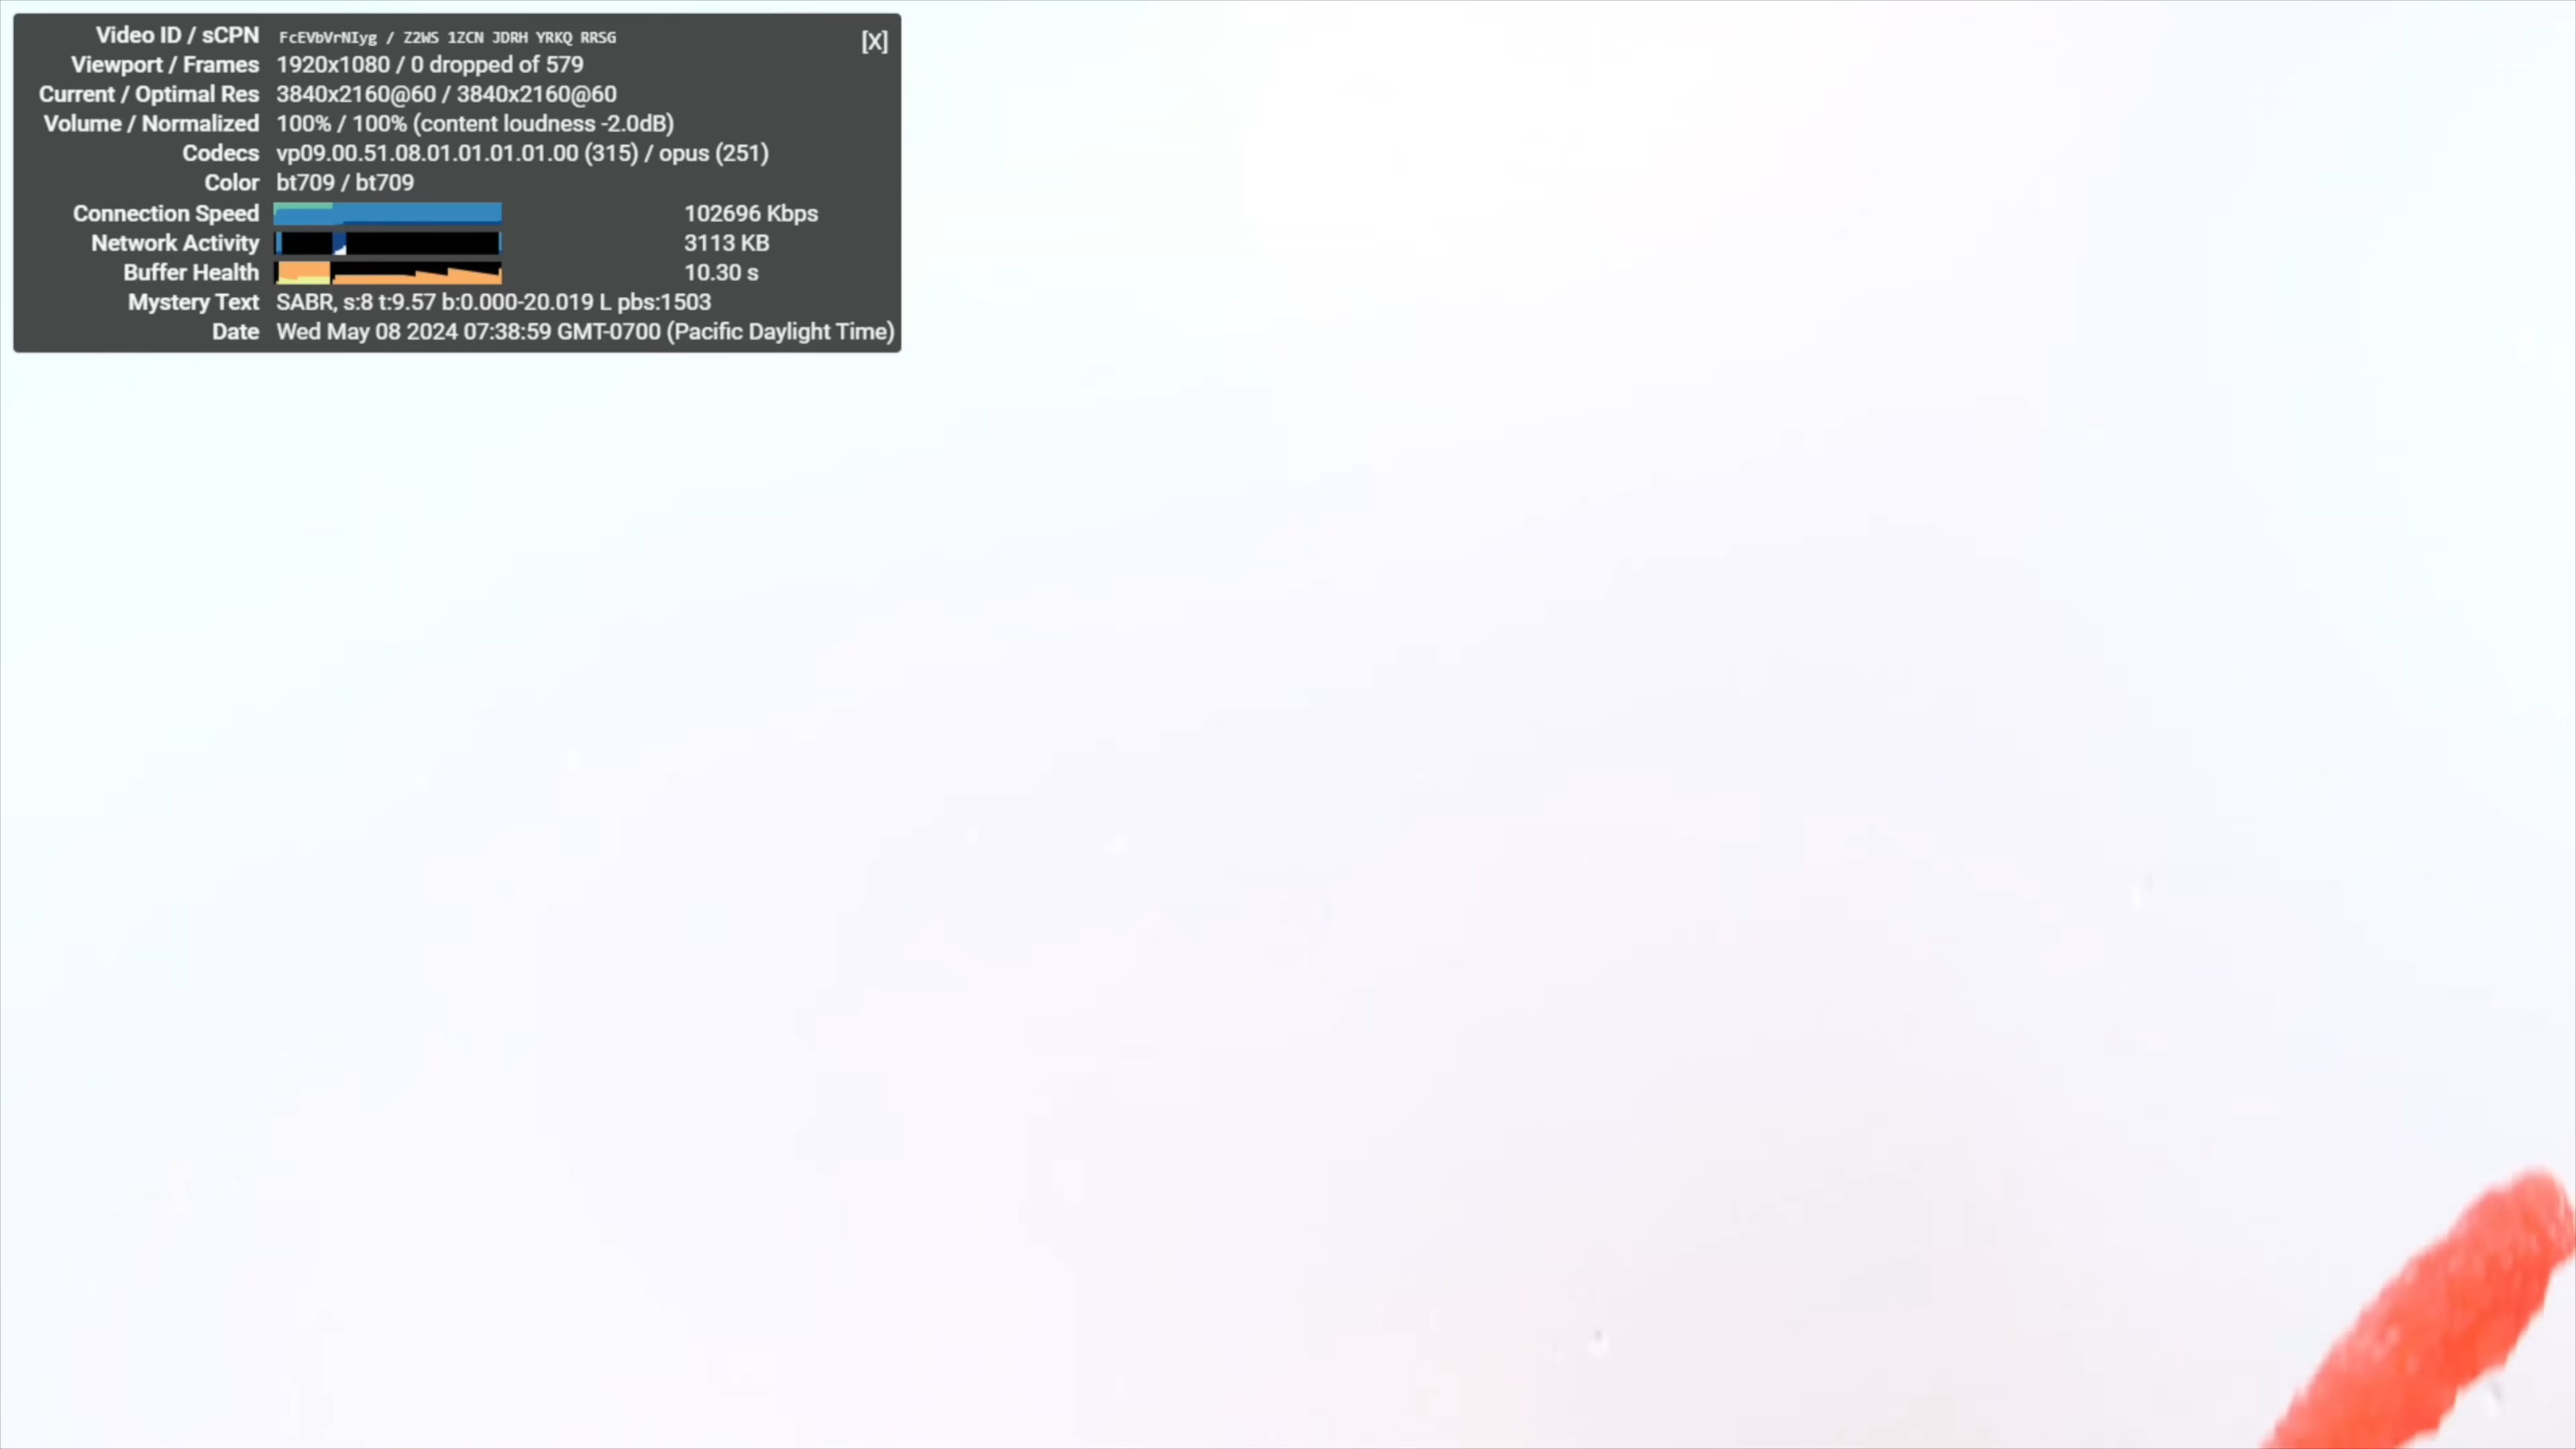 Video ID / sCPN FcEVbVrNIyg / Z2WS 1ZCN JDRH YRKQ RRSG [X]
Viewport / Frames 1920x1080 / 0 dropped of 579
Current / Optimal Res 3840x2160@60 / 3840x2160@60
Volume / Normalized 100% / 100% (content loudness -2.0dB)
Codecs vp09.00.51.08.01.01.01.01.00 (315) / opus (251)
Color bt709 / bt709
Connection Speed 102696 Kbps
Network Activity 3113 KB
Buffer Health 10.30 s
Mystery Text SABR, s:8 t:9.57 b:0.000-20.019 L pbs:1503
Date Wed May 08 2024 07:38:59 GMT-0700 (Pacific Daylight Time)